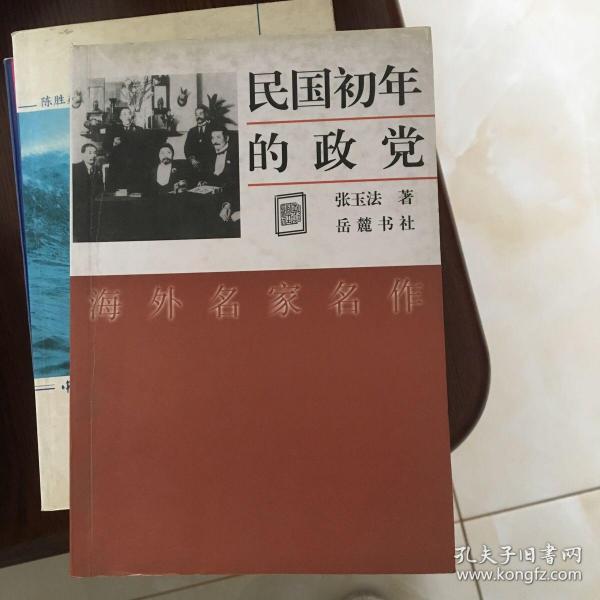 民国初年
的政党
张玉法 著
岳麓书社
海外名家名作
陈胜
孔夫子旧书网
www.kongfz.com